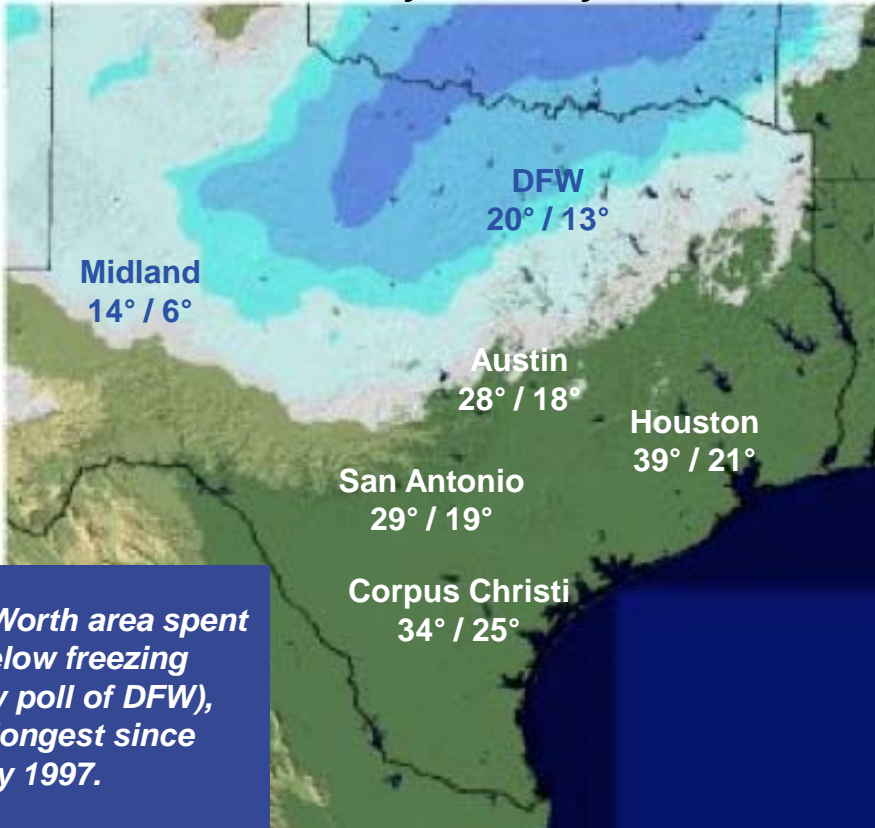 DFW
20° / 13°
Midland
14° / 6°
Austin
28° / 18°
Houston
39° / 21°
San Antonio
29° / 19°
Corpus Christi
34° / 25°
Worth area spent
elow freezing
poll of DFW),
ongest since
1997.